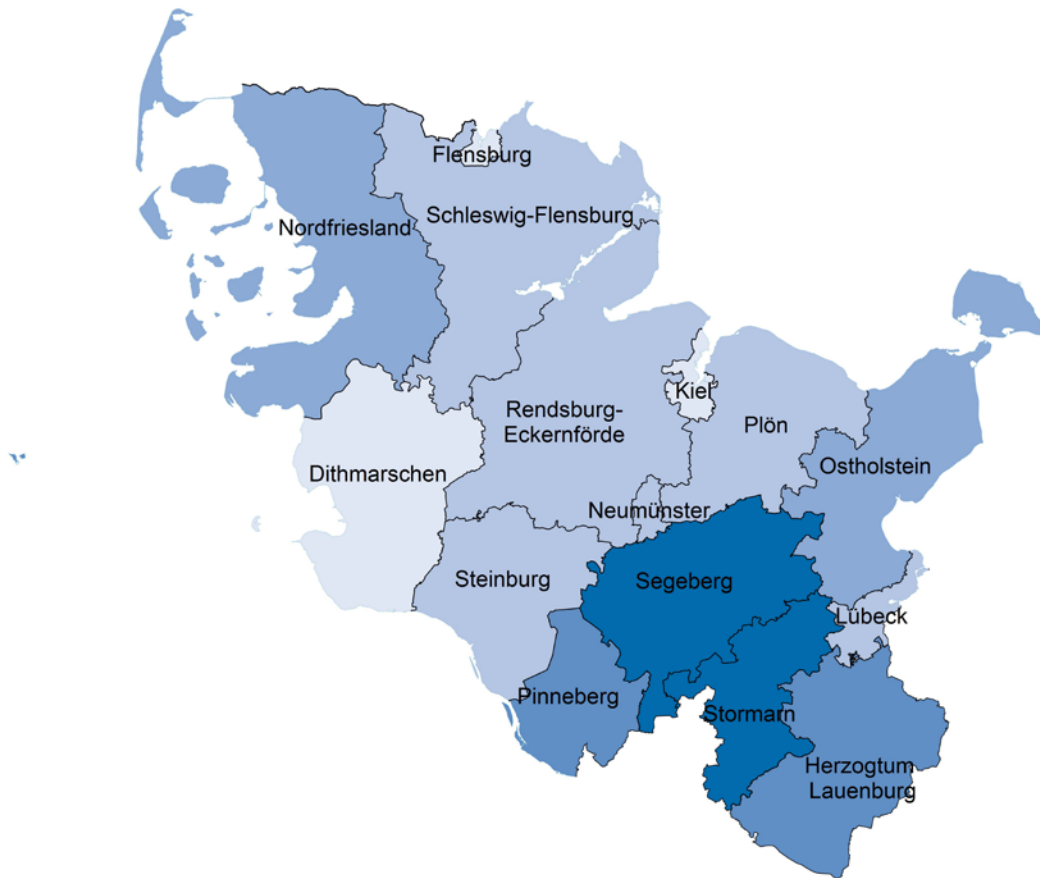 Flensburg
Schleswig-Flensburg
Nordfriesland
Kiel
Rendsburg-
Eckernförde
Plön
Ostholstein
Dithmarschen
Neumünster
Steinburg
Segeberg
Lübeck
Pinneberg
Stormarn
Herzogtum
Lauenburg